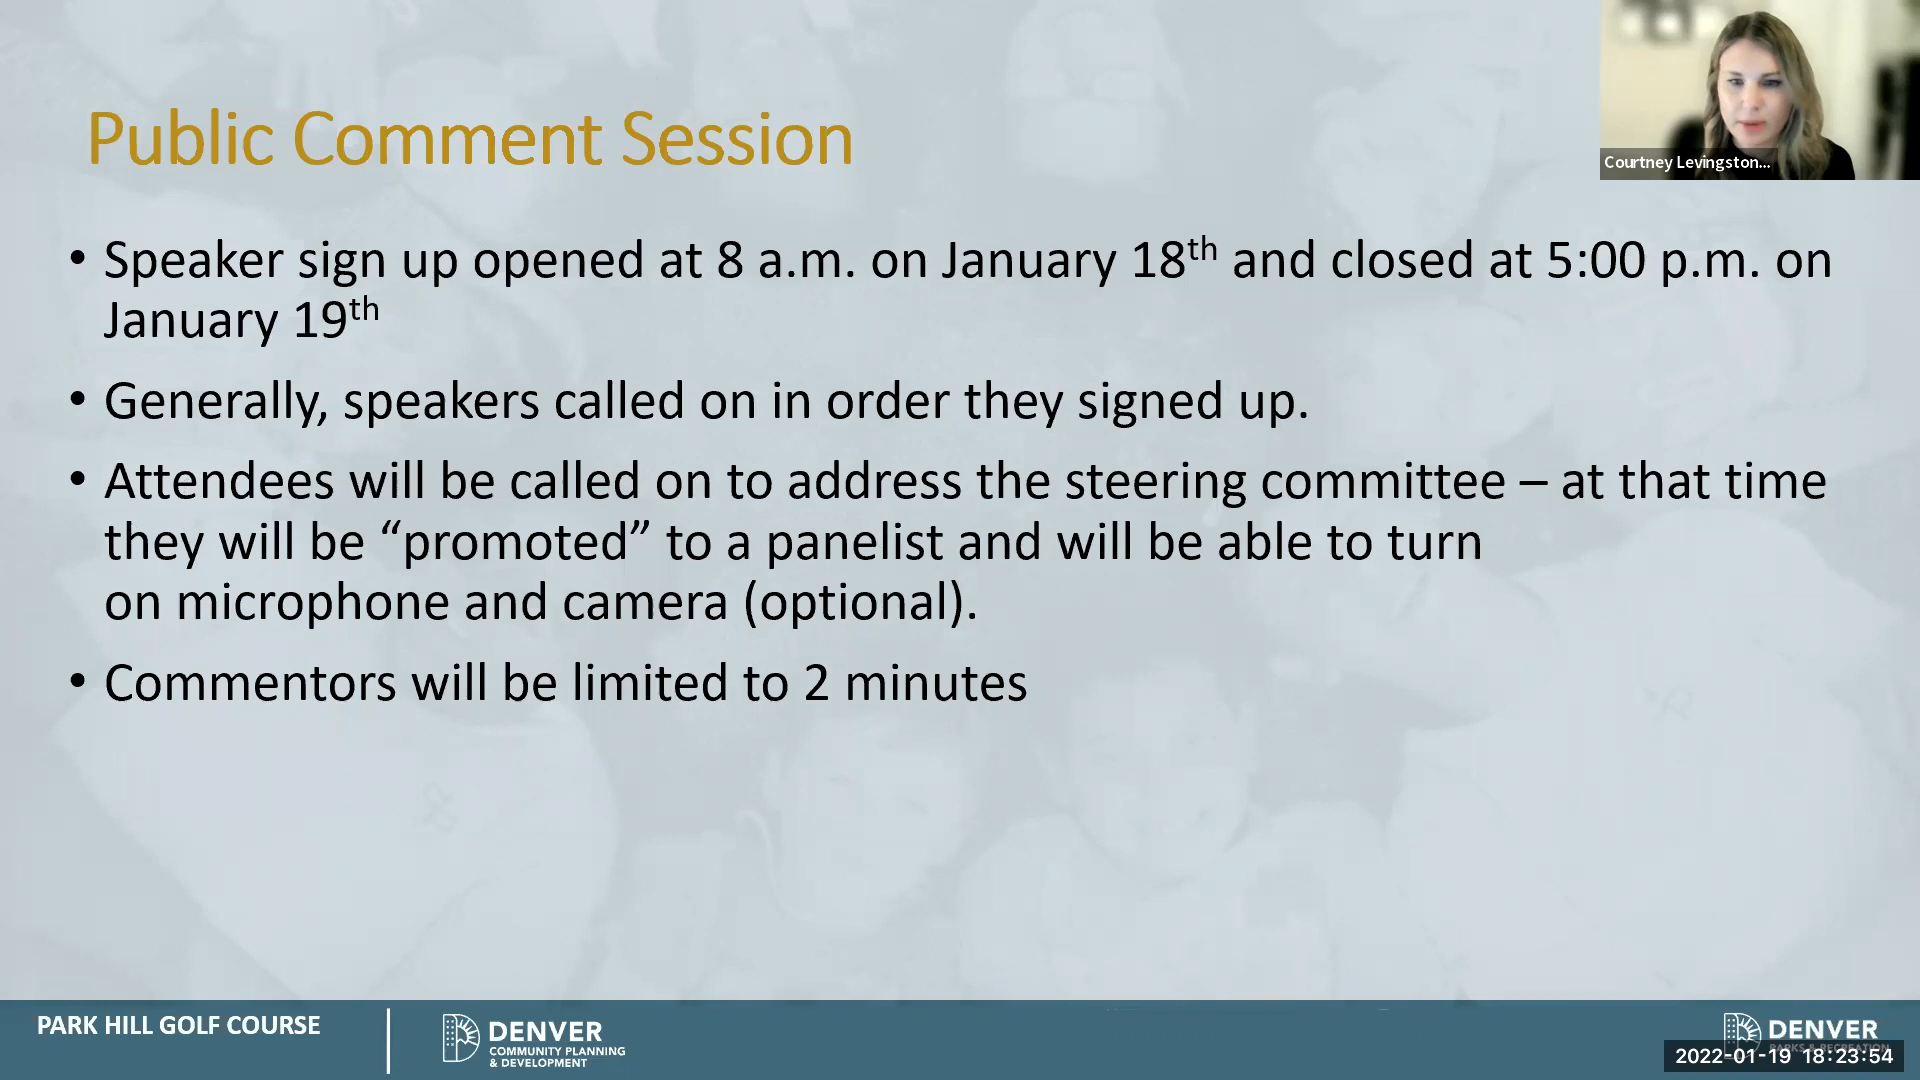 Public Comment Session
Courtney Levingston...
• Speaker sign up opened at 8 a.m. on January 18th and closed at 5:00 p.m. on
January 19th
• Generally, speakers called on in order they signed up.
• Attendees will be called on to address the steering committee – at that time
they will be “promoted” to a panelist and will be able to turn
on microphone and camera (optional).
• Commentors will be limited to 2 minutes
PARK HILL GOLF COURSE
DENVER
COMMUNITY PLANNING
& DEVELOPMENT
DENVER
PARKS & RECREATION
2022-01-19 18:23:54